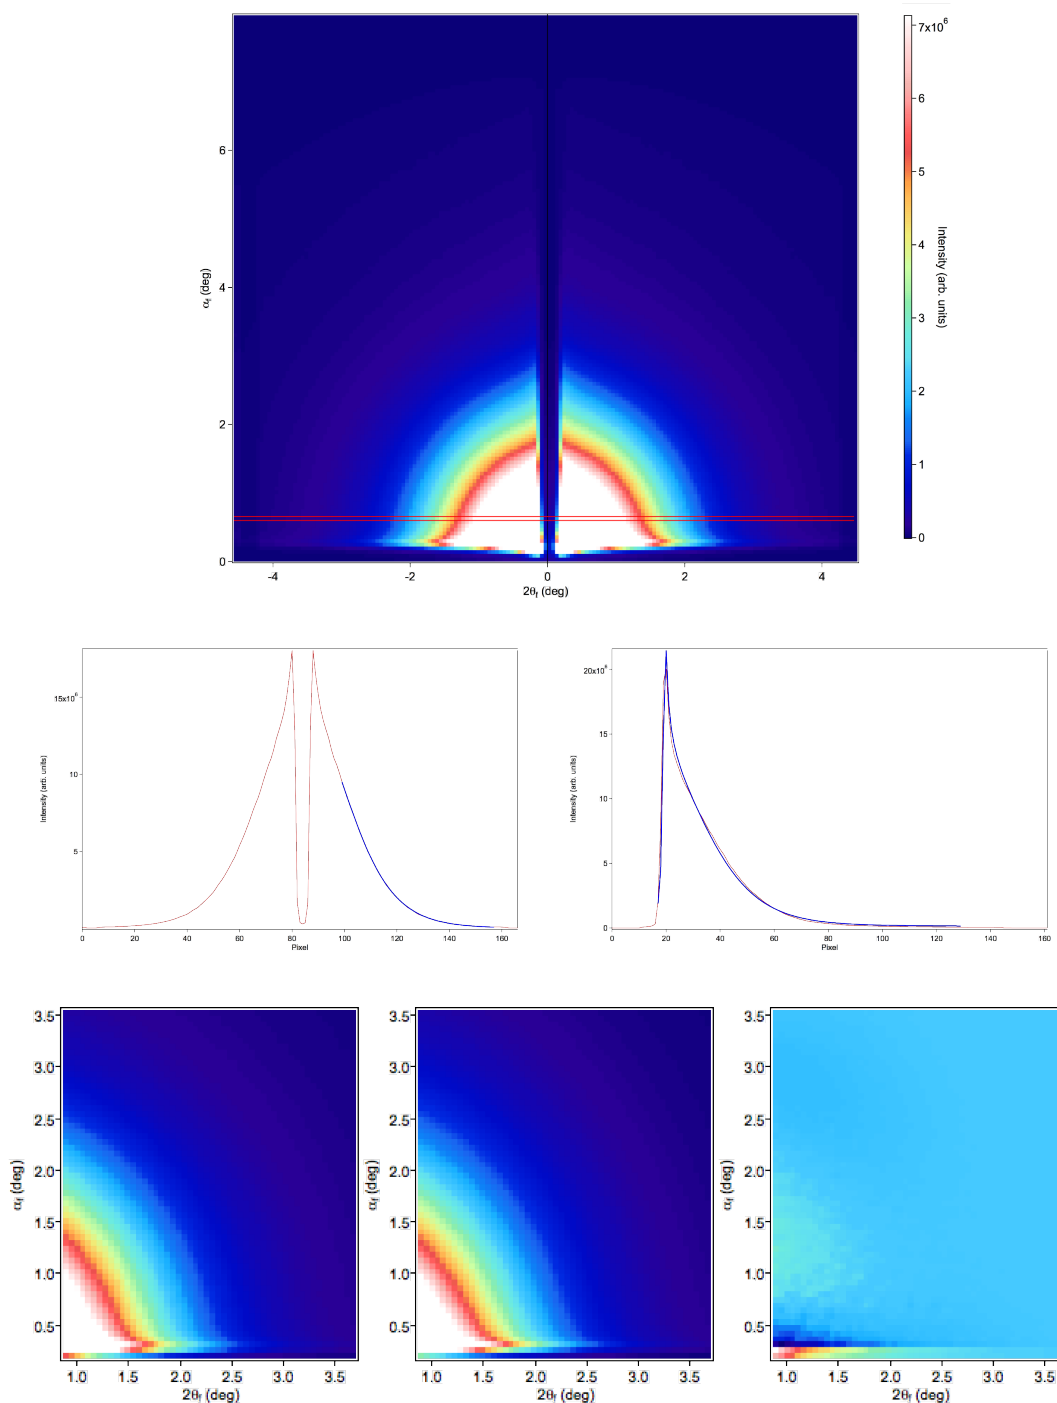 7x10⁶
6
5
4
3
2
1
0
Intensity (arb. units)
6
4
2
0
αf (deg)
-4 -2 0 2 4
2θf (deg)
15x10⁶
10
5
Intensity (arb. units)
0 20 40 60 80 100 120 140 160
Pixel
20x10⁶
15
10
5
0
Intensity (arb. units)
0 20 40 60 80 100 120 140 160
Pixel
3.5
3.0
2.5
2.0
1.5
1.0
0.5
αf (deg)
1.0 1.5 2.0 2.5 3.0 3.5
2θf (deg)
3.5
3.0
2.5
2.0
1.5
1.0
0.5
αf (deg)
1.0 1.5 2.0 2.5 3.0 3.5
2θf (deg)
3.5
3.0
2.5
2.0
1.5
1.0
0.5
αf (deg)
1.0 1.5 2.0 2.5 3.0 3.5
2θf (deg)